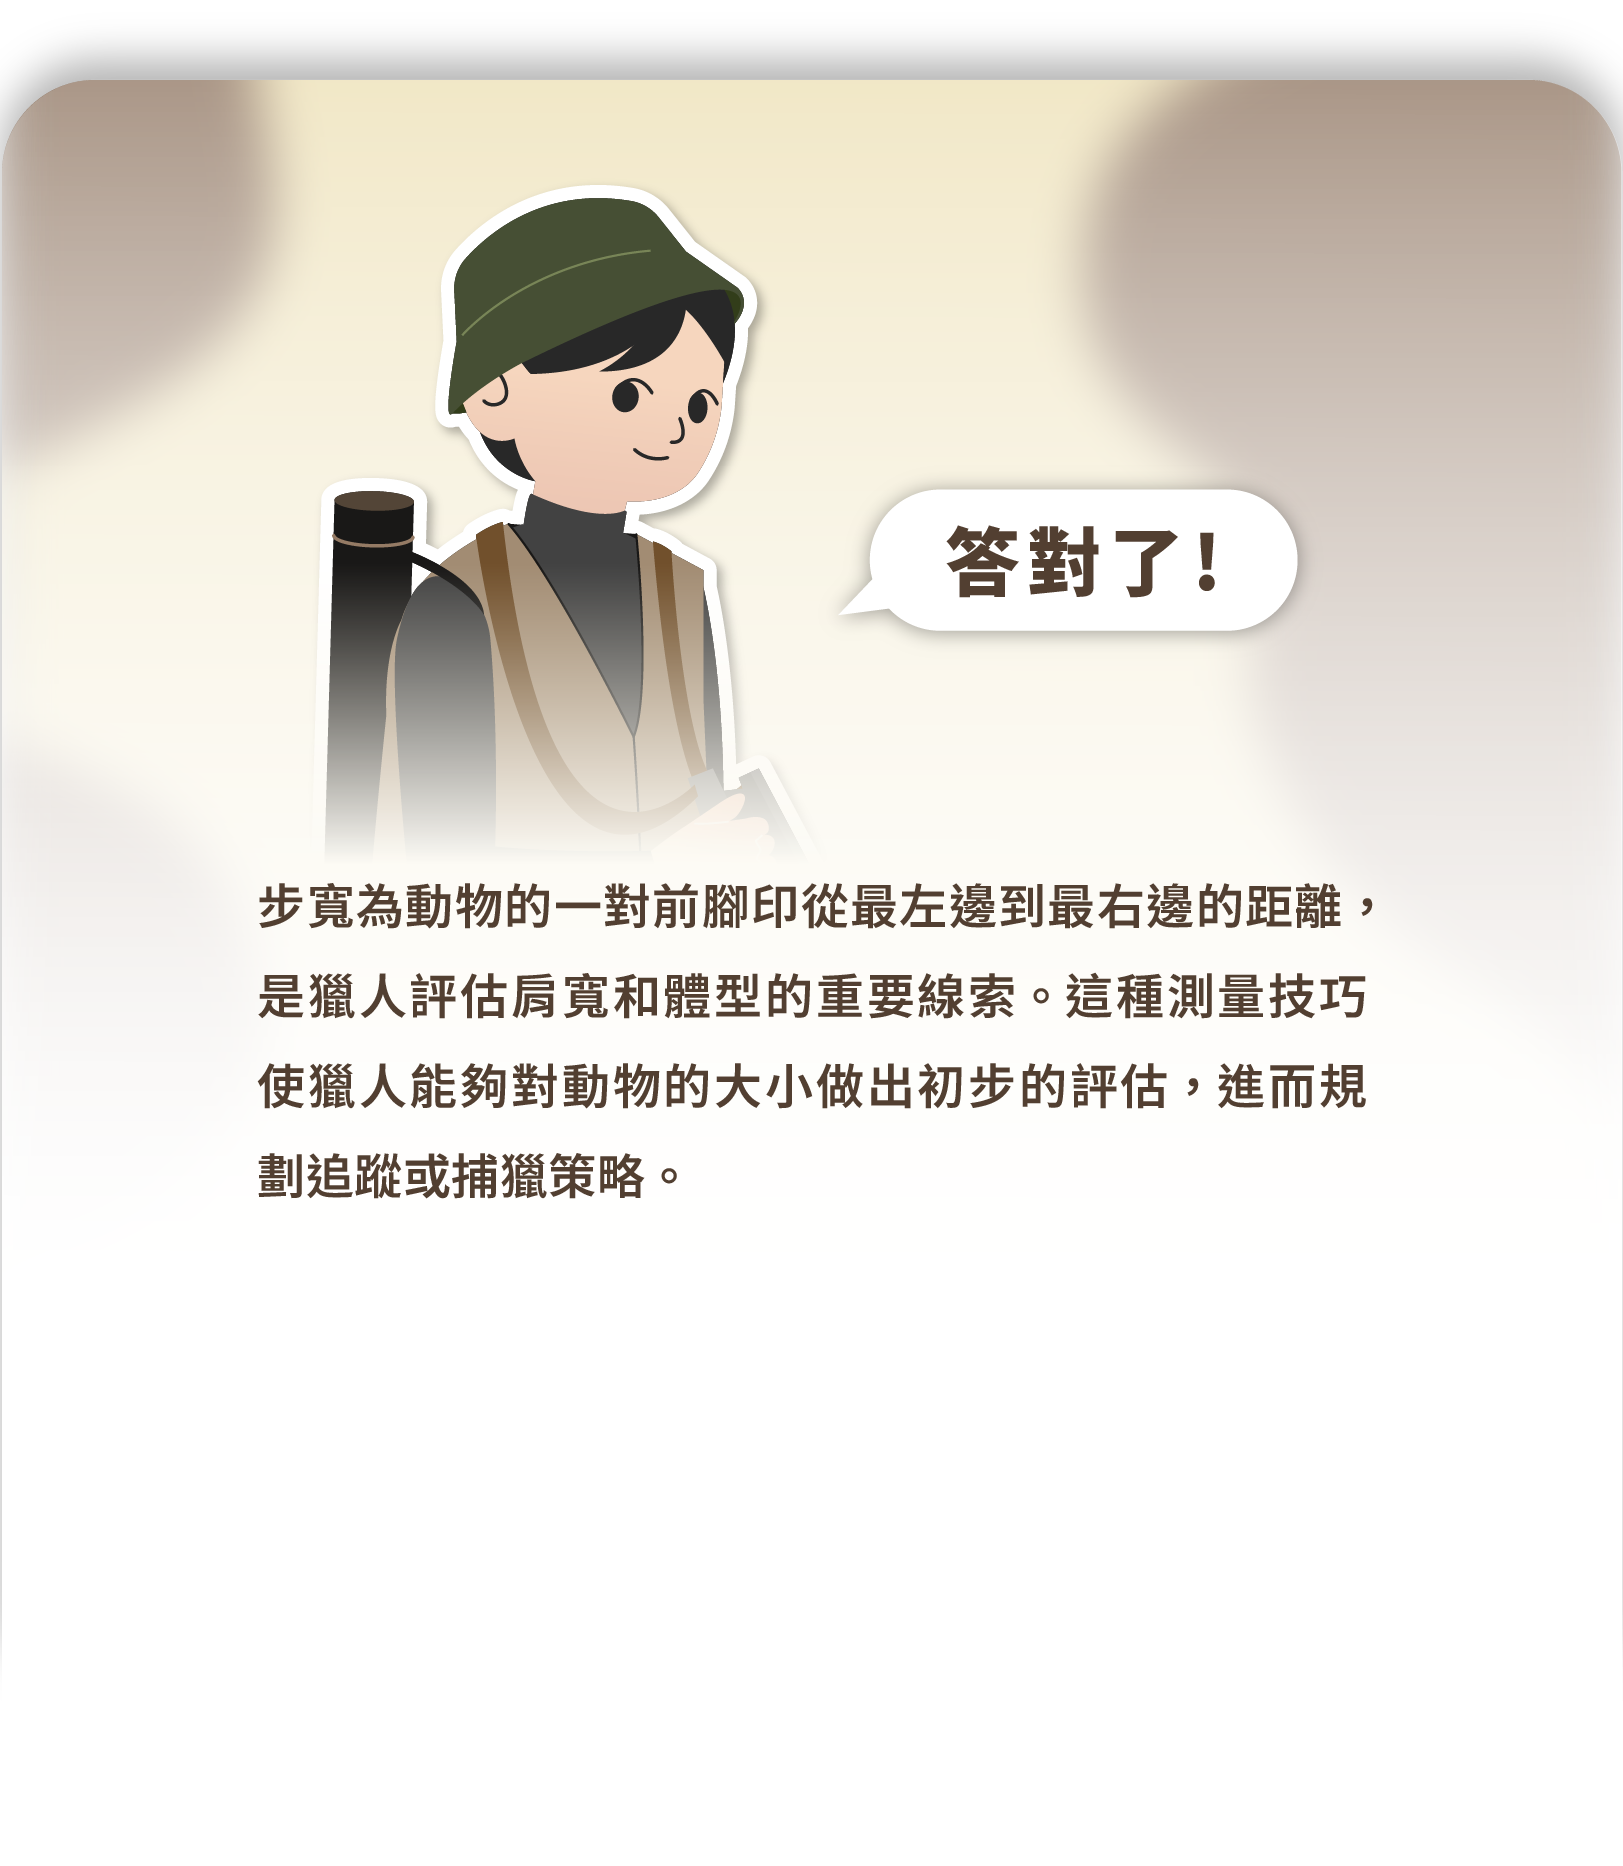 答對了!
步寬為動物的一對前腳印從最左邊到最右邊的距離，
是獵人評估肩寬和體型的重要線索。這種測量技巧
使獵人能夠對動物的大小做出初步的評估，進而規
劃追蹤或捕獵策略。